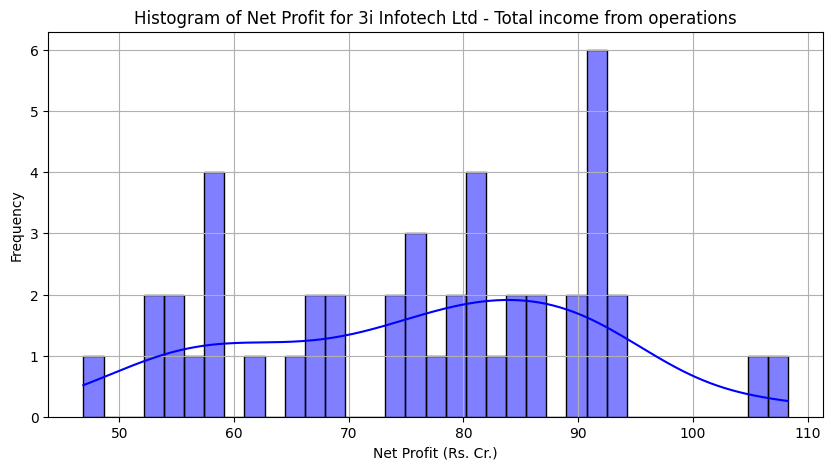 Histogram of Net Profit for 3i Infotech Ltd - Total income from operations
6
5
4
3
2
1
0
Frequency
50 60 70 80 90 100 110
Net Profit (Rs. Cr.)